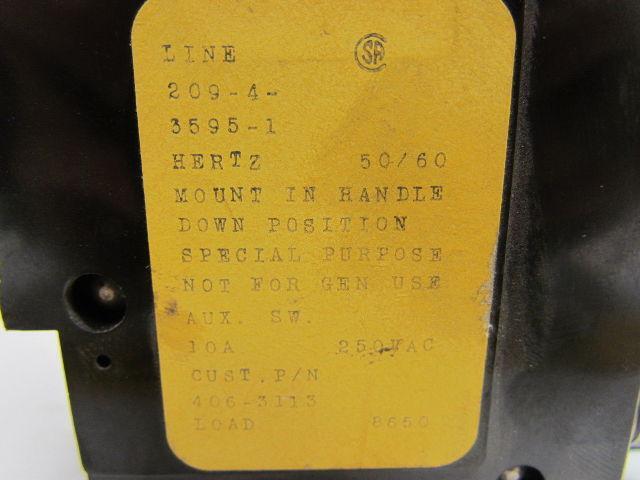 LINE SA
209-4-
3595-1
HERTZ 50/60
MOUNT IN HANDLE
DOWN POSITION
SPECIAL PURPOSE
NOT FOR GEN USE
AUX. SW.
10A 250VAC
CUST. P/N
406-3113
LOAD 8650